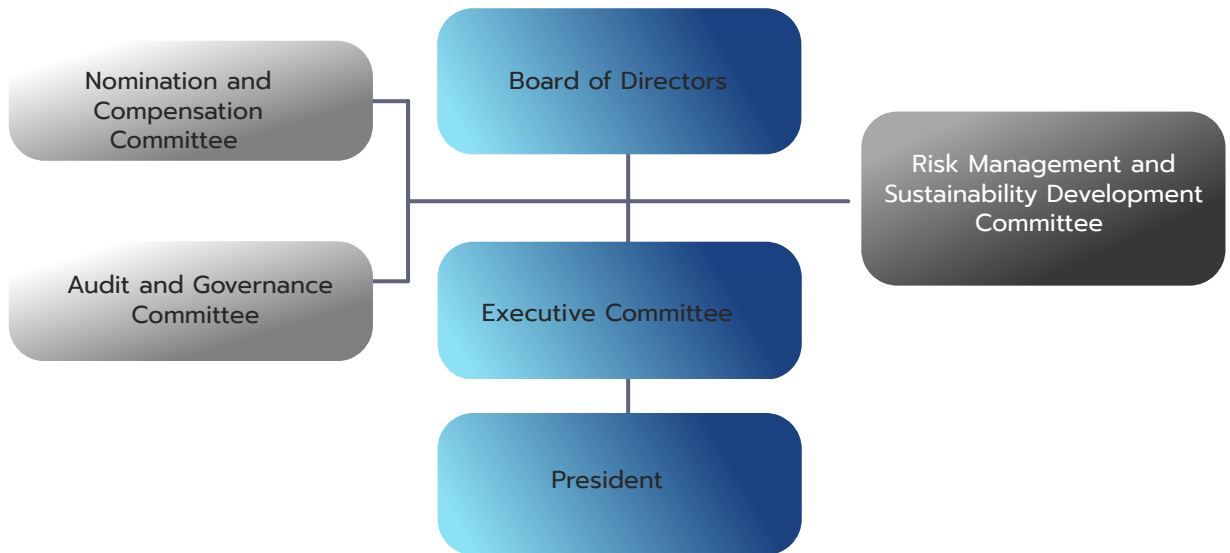 Nomination and
Compensation
Committee
Board of Directors
Risk Management and
Sustainability Development
Committee
Audit and Governance
Committee
Executive Committee
President